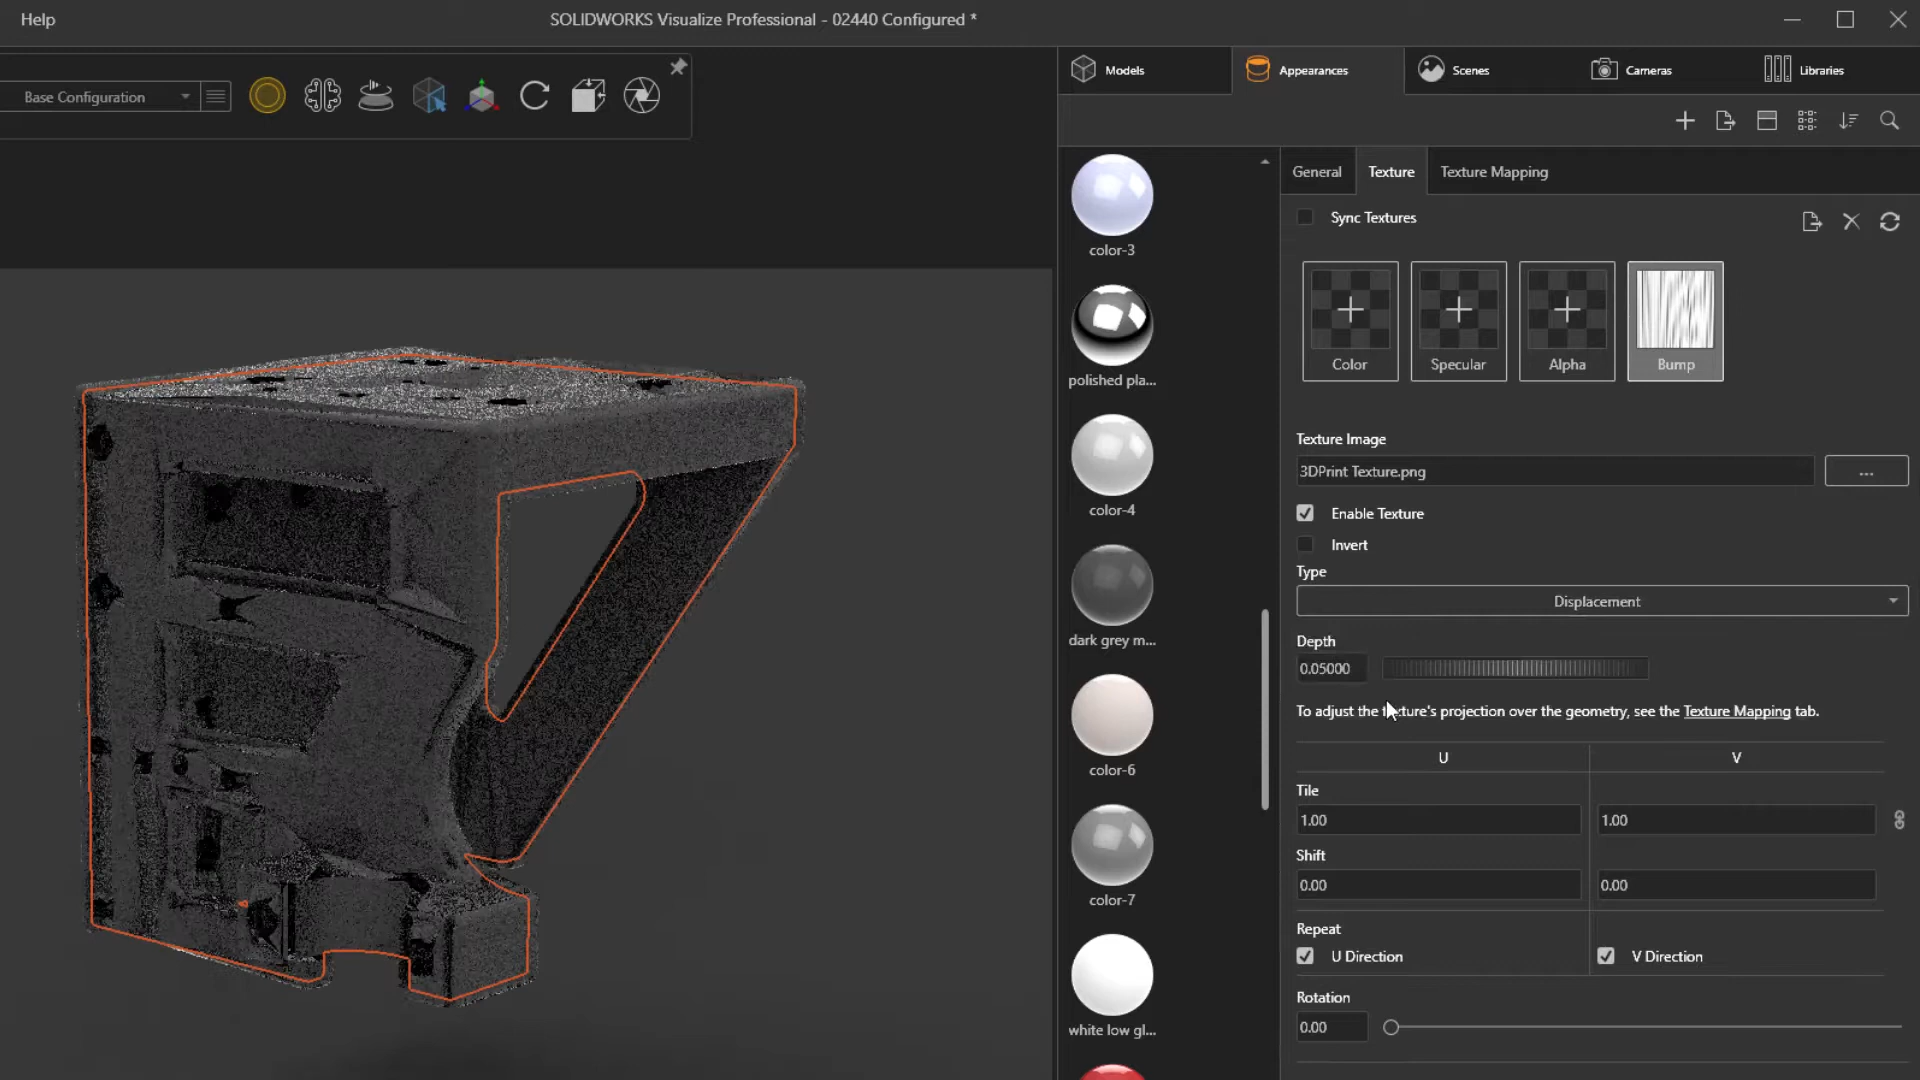 Help
SOLIDWORKS Visualize Professional - 02440 Configured *
Base Configuration
Models
Appearances
Scenes
Cameras
Libraries
color-3
polished pla...
color-4
dark grey m...
color-6
color-7
white low gl...
General
Texture
Texture Mapping
Sync Textures
Color
Specular
Alpha
Bump
Texture Image
3DPrint Texture.png
...
Enable Texture
Invert
Type
Displacement
Depth
0.05000
To adjust the texture's projection over the geometry, see the Texture Mapping tab.
U
V
Tile
1.00
1.00
Shift
0.00
0.00
Repeat
U Direction
V Direction
Rotation
0.00